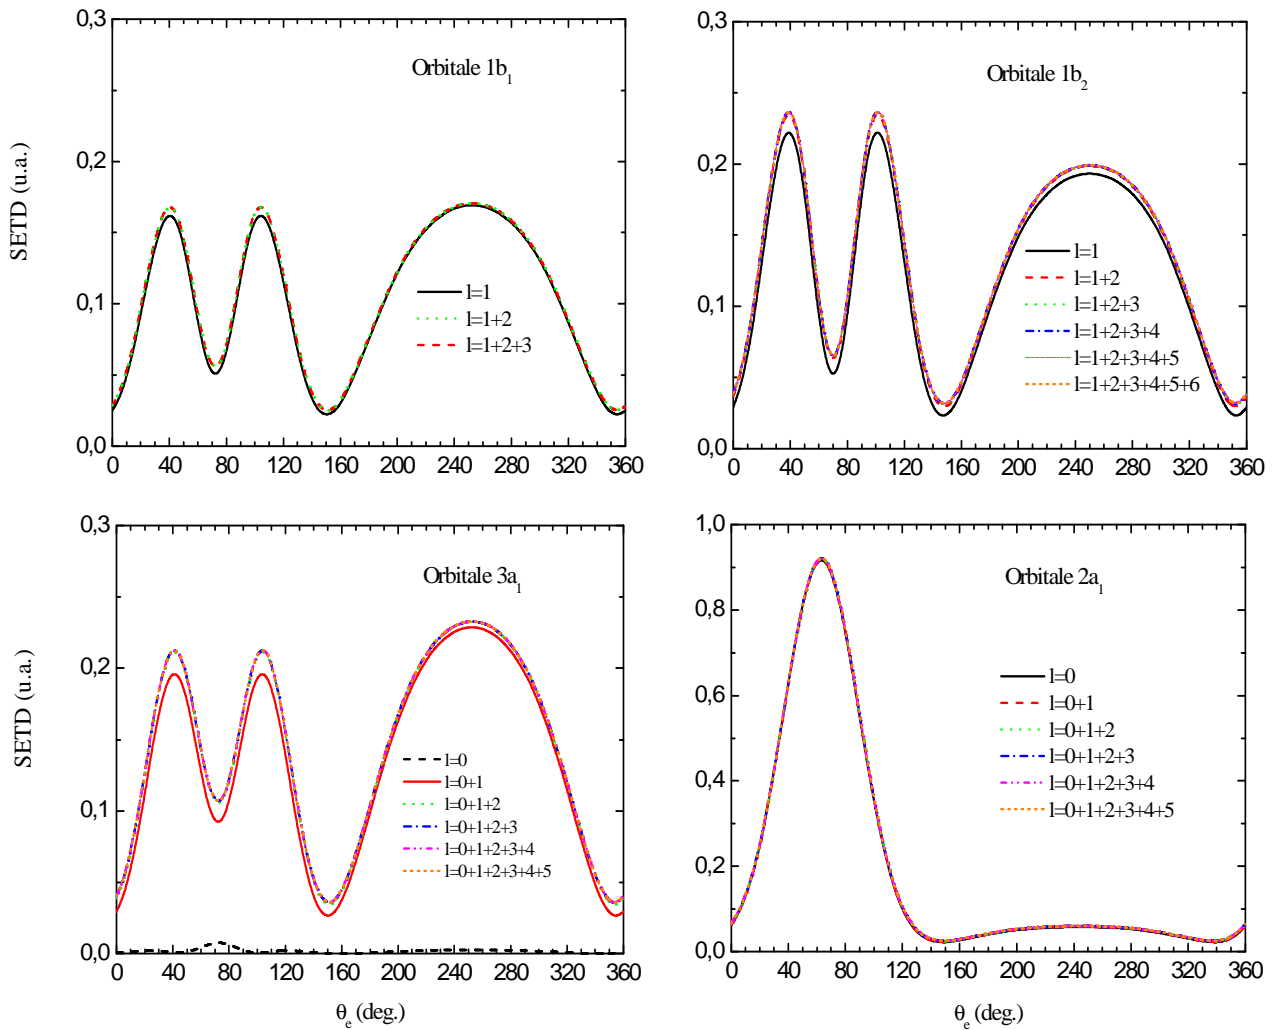 0,3
0,2
0,1
0,0
SETD (u.a.)
Orbitale 1b1
l=1
l=1+2
l=1+2+3
0 40 80 120 160 200 240 280 320 360
0,3
0,2
0,1
0,0
Orbitale 1b2
l=1
l=1+2
l=1+2+3
l=1+2+3+4
l=1+2+3+4+5
l=1+2+3+4+5+6
0 40 80 120 160 200 240 280 320 360
0,3
0,2
0,1
0,0
SETD (u.a.)
Orbitale 3a1
l=0
l=0+1
l=0+1+2
l=0+1+2+3
l=0+1+2+3+4
l=0+1+2+3+4+5
0 40 80 120 160 200 240 280 320 360
θe (deg.)
1,0
0,8
0,6
0,4
0,2
0,0
Orbitale 2a1
l=0
l=0+1
l=0+1+2
l=0+1+2+3
l=0+1+2+3+4
l=0+1+2+3+4+5
0 40 80 120 160 200 240 280 320 360
θe (deg.)